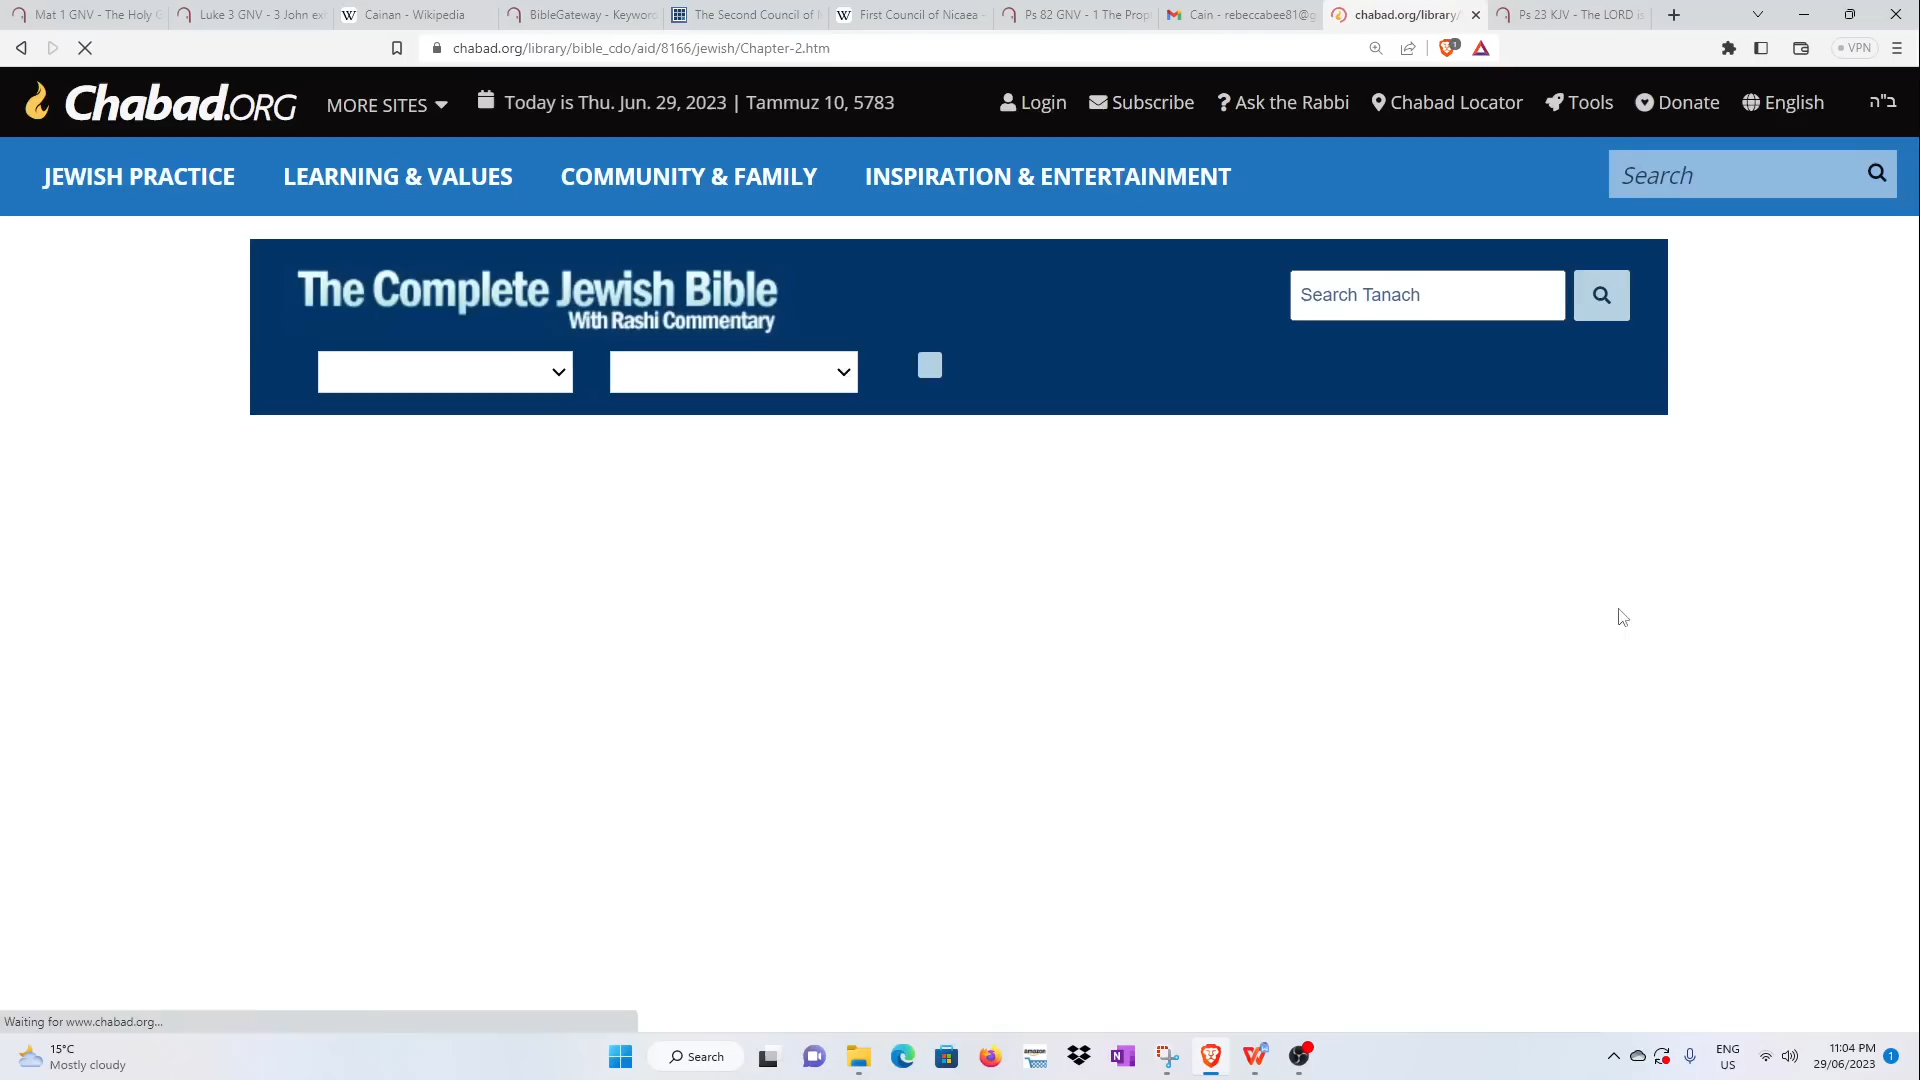 Mat 1 GNV - The Holy G
Luke 3 GNV - 3 John ex
Cainan - Wikipedia
BibleGateway - Keywor
The Second Council of
First Council of Nicaea -
Ps 82 GNV - 1 The Prop
Cain - rebeccabee81@g
chabad.org/library/
Ps 23 KJV - The LORD is
chabad.org/library/bible_cdo/aid/8166/jewish/Chapter-2.htm
1
VPN
Chabad.ORG
MORE SITES
Today is Thu. Jun. 29, 2023 | Tammuz 10, 5783
Login
Subscribe
? Ask the Rabbi
Chabad Locator
Tools
Donate
English
ב"ה
JEWISH PRACTICE
LEARNING & VALUES
COMMUNITY & FAMILY
INSPIRATION & ENTERTAINMENT
Search
The Complete Jewish Bible
With Rashi Commentary
Search Tanach
Waiting for www.chabad.org...
15°C
Mostly cloudy
Search
amazon
ENG
US
11:04 PM
29/06/2023
1